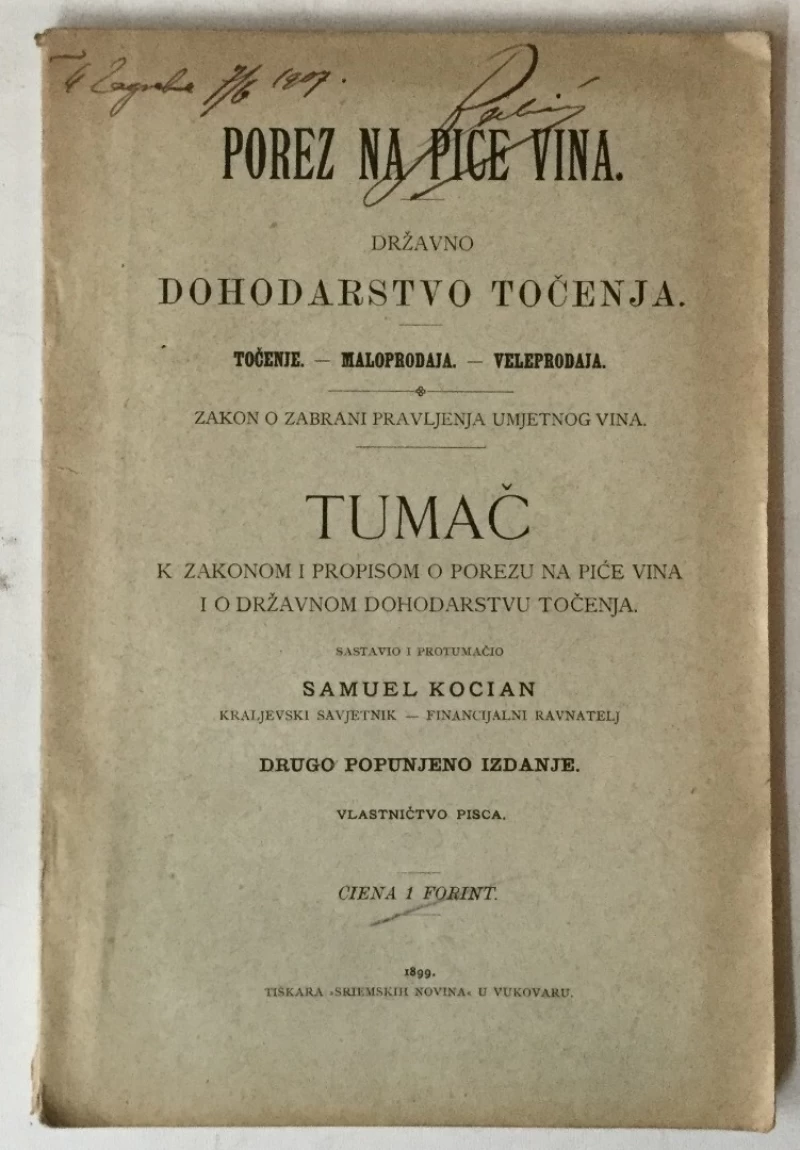 Zagreba 7/6 1907.
POREZ NA PIĆE VINA.
DRŽAVNO
DOHODARSTVO TOČENJA.
TOČENJE. — MALOPRODAJA. — VELEPRODAJA.
ZAKON O ZABRANI PRAVLJENJA UMJETNOG VINA.
TUMAČ
K ZAKONOM I PROPISOM O POREZU NA PIĆE VINA
I O DRŽAVNOM DOHODARSTVU TOČENJA.
SASTAVIO I PROTUMAČIO
SAMUEL KOCIAN
KRALJEVSKI SAVJETNIK — FINANCIJALNI RAVNATELJ
DRUGO POPUNJENO IZDANJE.
VLASTNIČTVO PISCA.
CIENA 1 FORINT.
1899.
TISKARA »SRIEMSKIH NOVINA« U VUKOVARU.